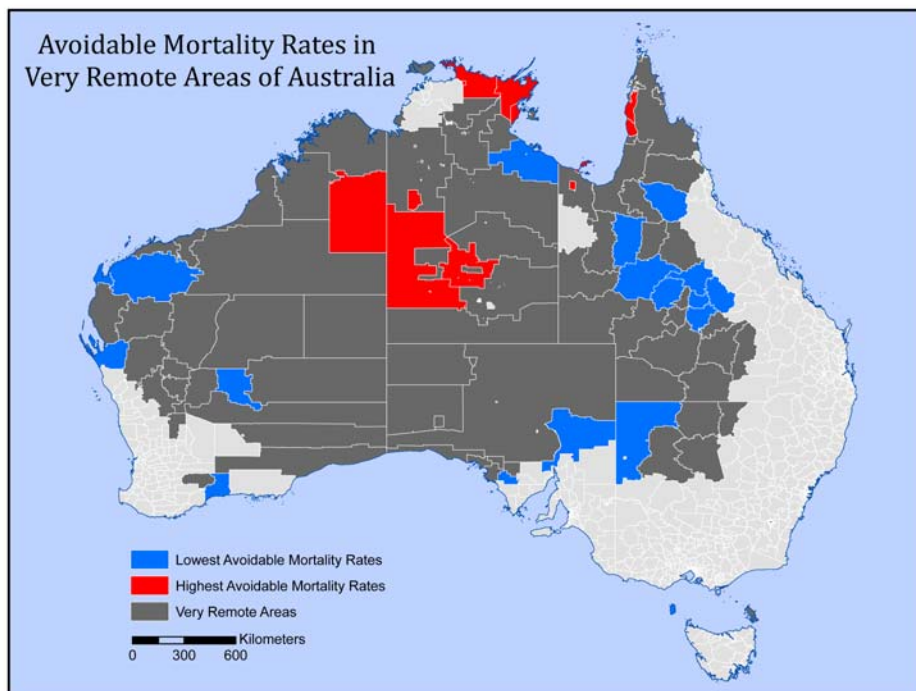 Avoidable Mortality Rates in
Very Remote Areas of Australia
Lowest Avoidable Mortality Rates
Highest Avoidable Mortality Rates
Very Remote Areas
Kilometers
0 300 600